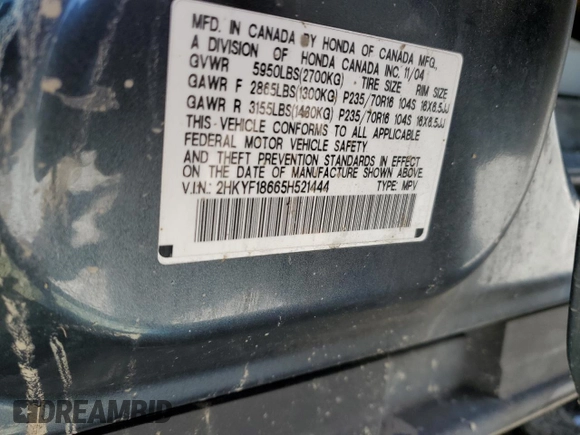 MFD. IN CANADA BY HONDA OF CANADA MFG.
A DIVISION OF HONDA CANADA INC. 11/04
GVWR 5950LBS(2700KG) TIRE SIZE RIM SIZE
GAWR F 2865LBS(1300KG) P235/70R16 104S 16X6.5JJ
GAWR R 3155LBS(1430KG) P235/70R16 104S 16X6.5JJ
THIS VEHICLE CONFORMS TO ALL APPLICABLE
FEDERAL MOTOR VEHICLE SAFETY
AND THEFT PREVENTION STANDARDS IN EFFECT
ON THE DATE OF MANUFACTURE SHOWN ABOVE.
V.I.N.: 2HKYF18665H521444 TYPE: MPV
DREAMBID